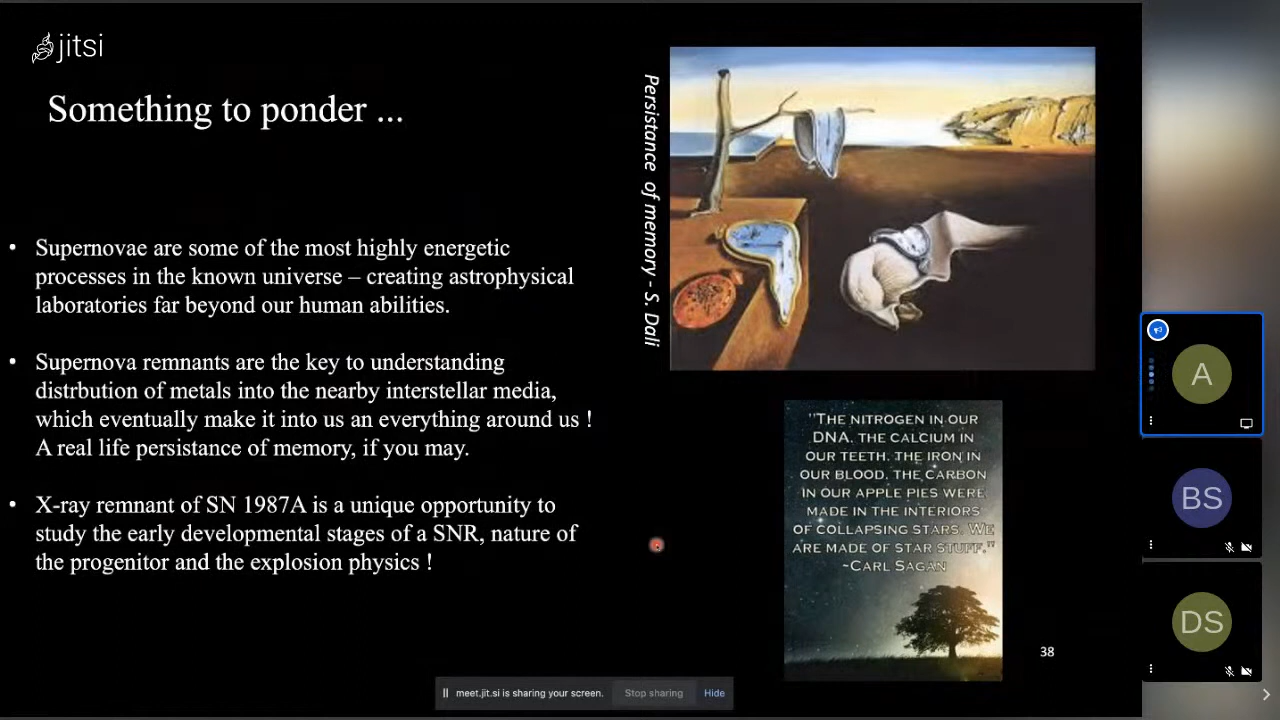 jitsi
Something to ponder ...
• Supernovae are some of the most highly energetic
processes in the known universe – creating astrophysical
laboratories far beyond our human abilities.
• Supernova remnants are the key to understanding
distrbution of metals into the nearby interstellar media,
which eventually make it into us an everything around us !
A real life persistance of memory, if you may.
• X-ray remnant of SN 1987A is a unique opportunity to
study the early developmental stages of a SNR, nature of
the progenitor and the explosion physics !
Persistance of memory - S. Dali
"THE NITROGEN IN OUR
DNA, THE CALCIUM IN
OUR TEETH, THE IRON IN
OUR BLOOD, THE CARBON
IN OUR APPLE PIES WERE
MADE IN THE INTERIORS
OF COLLAPSING STARS. WE
ARE MADE OF STAR STUFF."
~CARL SAGAN
38
A
BS
DS
meet.jit.si is sharing your screen.
Stop sharing
Hide